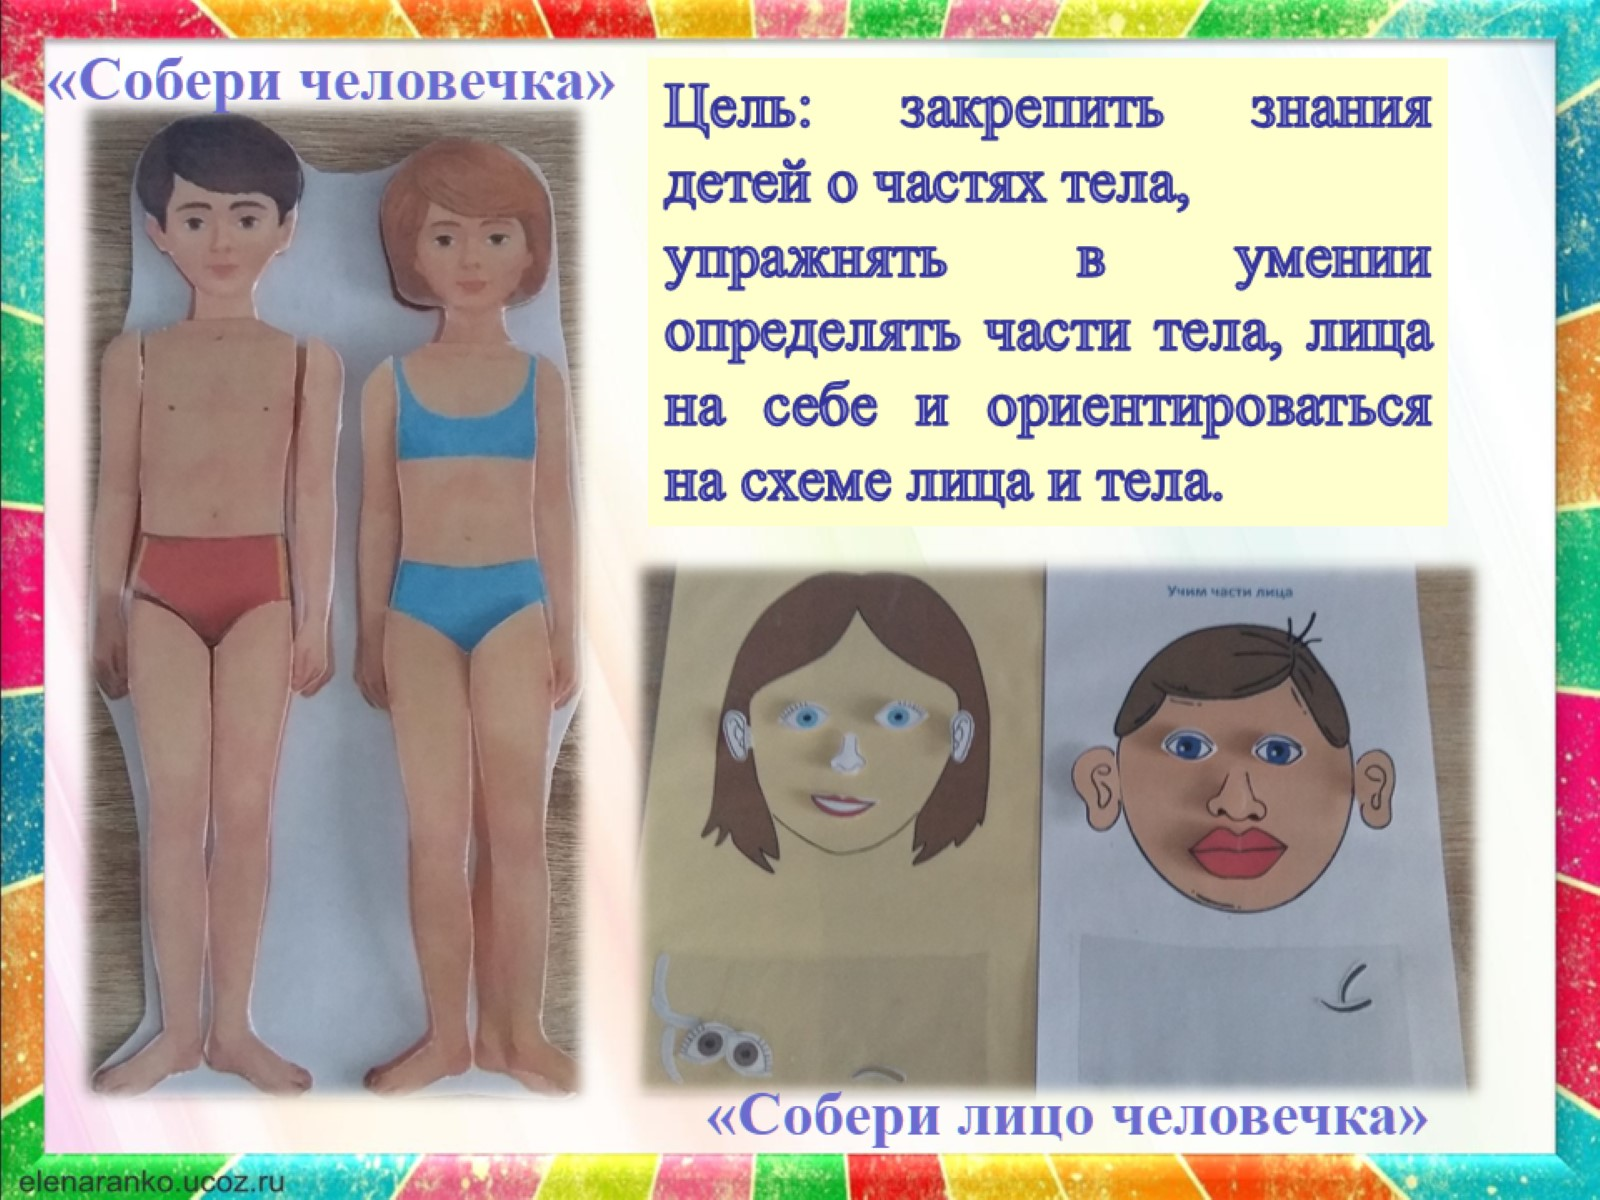 «Собери человечка»
Цель: закрепить знания
детей о частях тела,
упражнять в умении
определять части тела, лица
на себе и ориентироваться
на схеме лица и тела.
Учим части лица
«Собери лицо человечка»
elenaranko.ucoz.ru